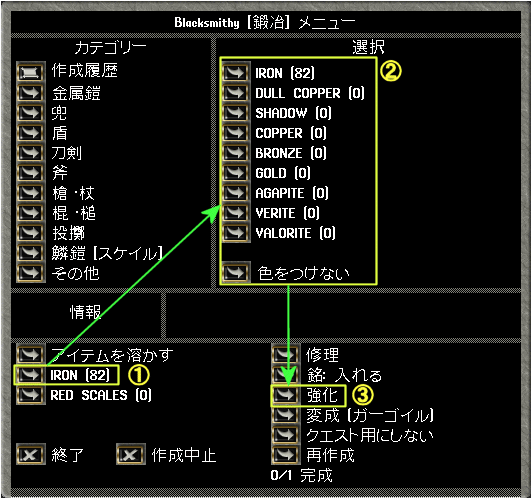 Blacksmithy [鍛冶] メニュー
カテゴリー
作成履歴
金属鎧
兜
盾
刀剣
斧
槍・杖
棍・槌
投擲
鱗鎧 [スケイル]
その他
選択
IRON (82)
②
DULL COPPER (0)
SHADOW (0)
COPPER (0)
BRONZE (0)
GOLD (0)
AGAPITE (0)
VERITE (0)
VALORITE (0)
色をつけない
情報
アイテムを溶かす
IRON (82)
①
RED SCALES (0)
終了
作成中止
修理
銘: 入れる
強化
③
変成 (ガーゴイル)
クエスト用にしない
再作成
0/1 完成